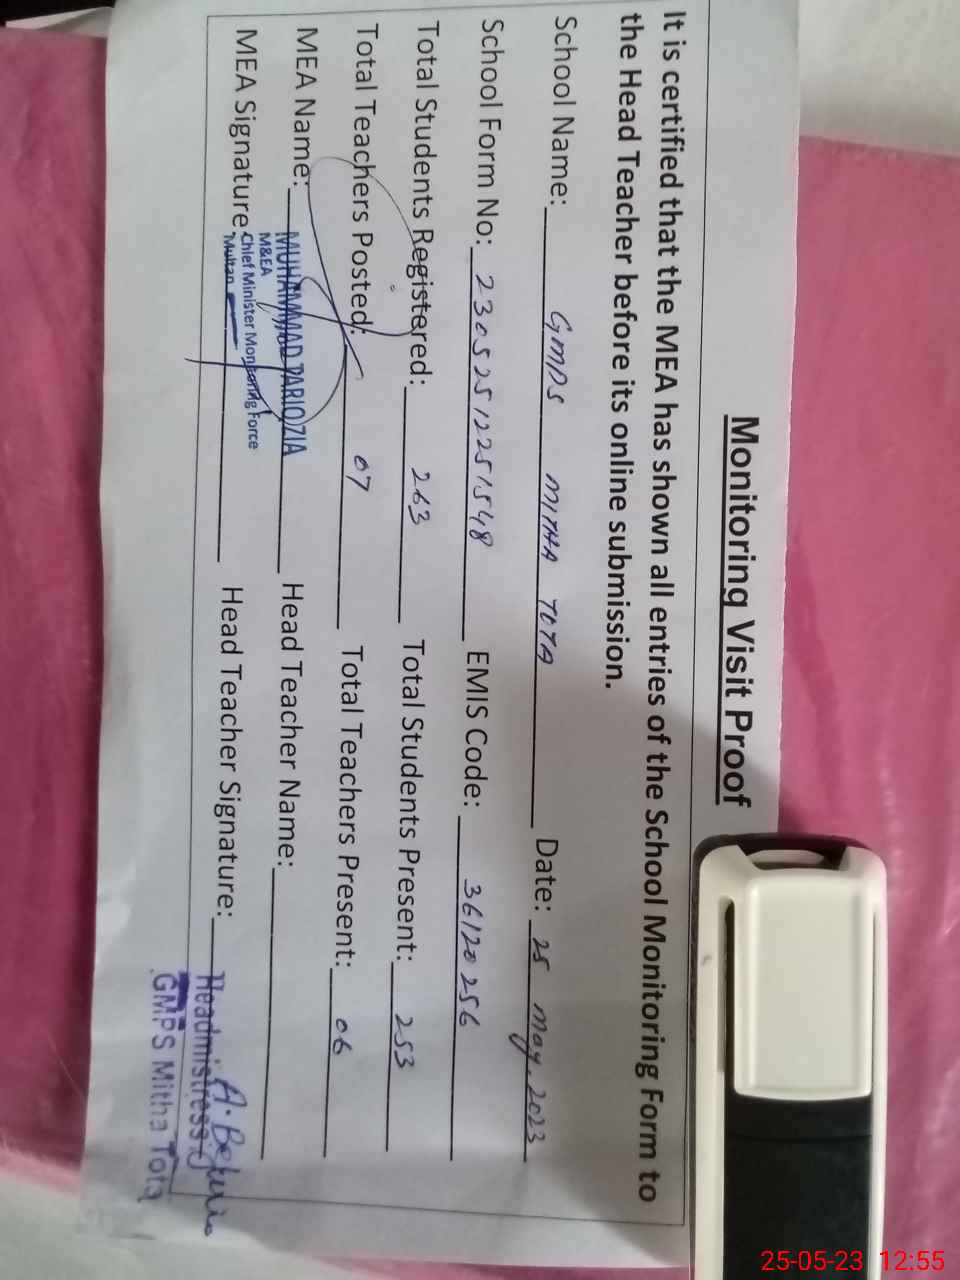 Monitoring Visit Proof
It is certified that the MEA has shown all entries of the School Monitoring Form to
the Head Teacher before its online submission.
School Name: GMPS MITHA TOTA Date: 25 May, 2023
School Form No: 23052512251548 EMIS Code: 36120256
Total Students Registered: 263 Total Students Present: 253
Total Teachers Posted: 07 Total Teachers Present: 06
MEA Name: MUHAMMAD TARIQ ZIA Head Teacher Name:
M&EA
Chief Minister Monitoring Force
Multan
MEA Signature: Head Teacher Signature:
Headmistress
GMPS Mitha Tota
25-05-23 12:55